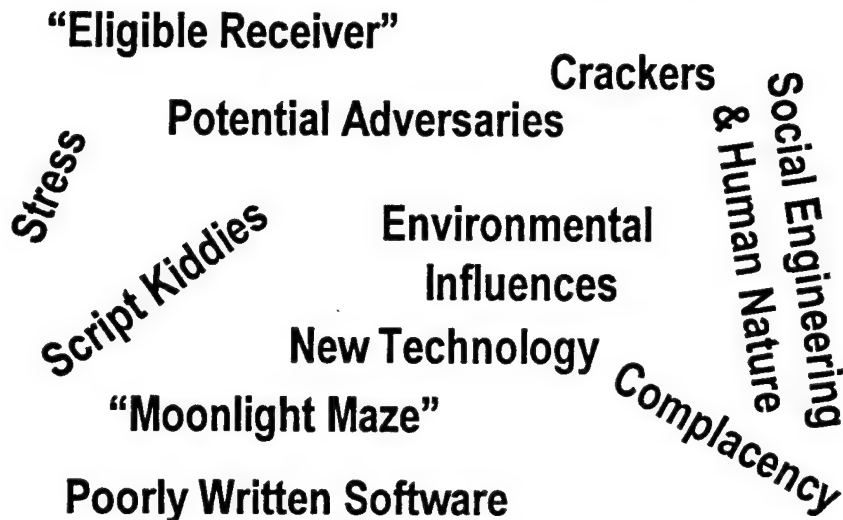 “Eligible Receiver”
Crackers
Potential Adversaries
Social Engineering
& Human Nature
Stress
Environmental
Influences
Script Kiddies
New Technology
“Moonlight Maze”
Complacency
Poorly Written Software